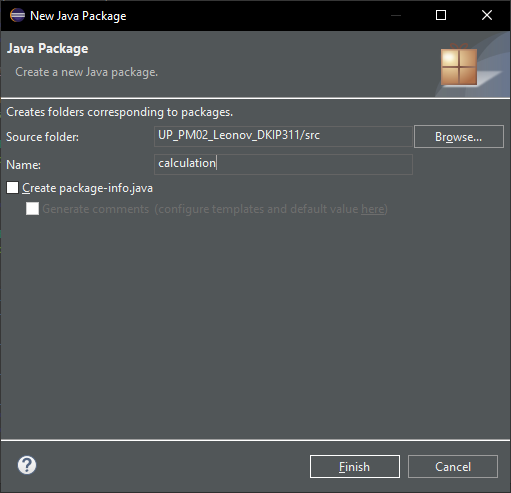 New Java Package
Java Package
Create a new Java package.
Creates folders corresponding to packages.
Source folder: UP_PM02_Leonov_DKIP311/src Browse...
Name: calculation
Create package-info.java
Generate comments (configure templates and default value here)
? Finish Cancel